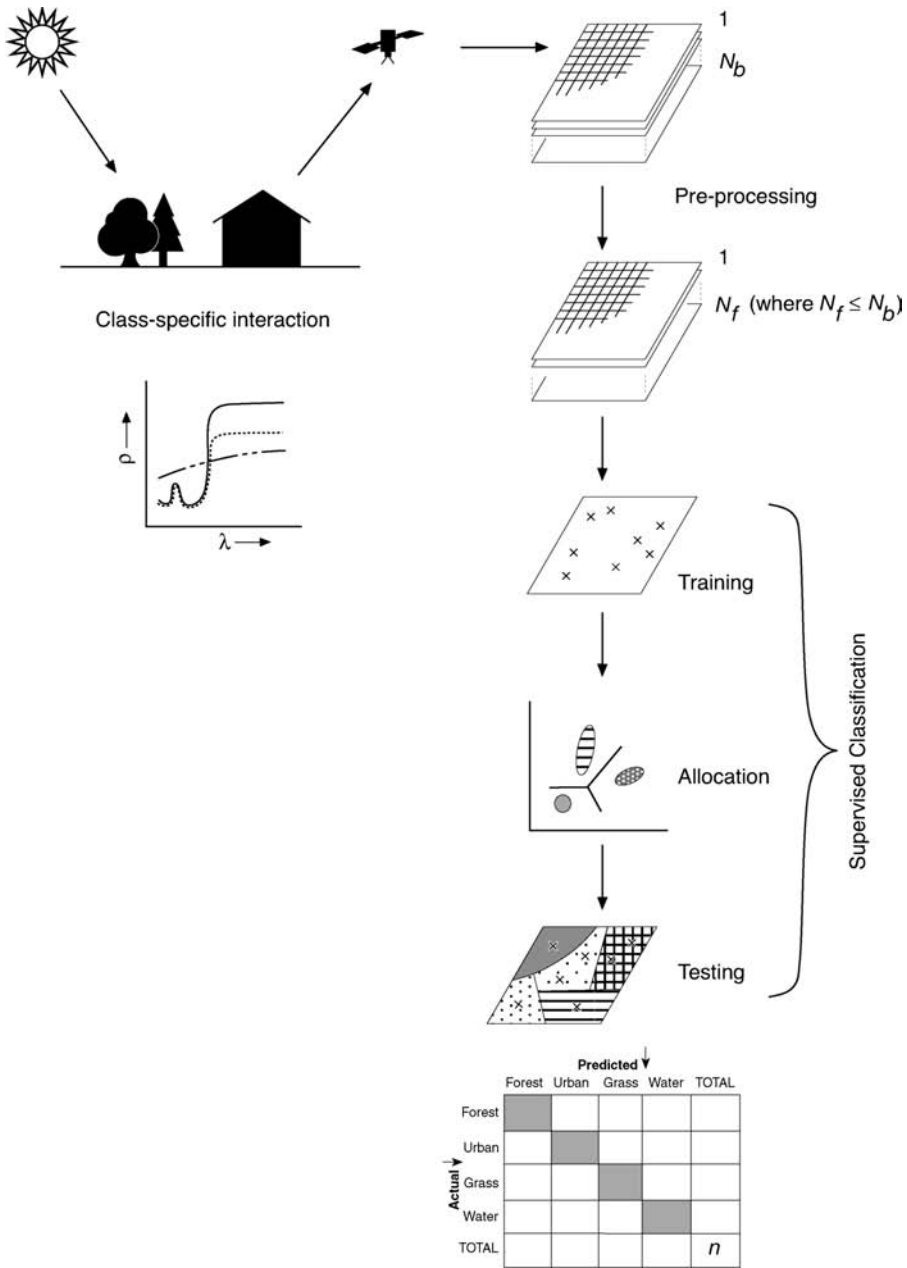 1
N_b
Pre-processing
1
N_f (where N_f ≤ N_b)
Class-specific interaction
ρ
λ
Training
Allocation
Testing
Supervised Classification
Predicted
Forest Urban Grass Water TOTAL
Actual
Forest
Urban
Grass
Water
TOTAL n